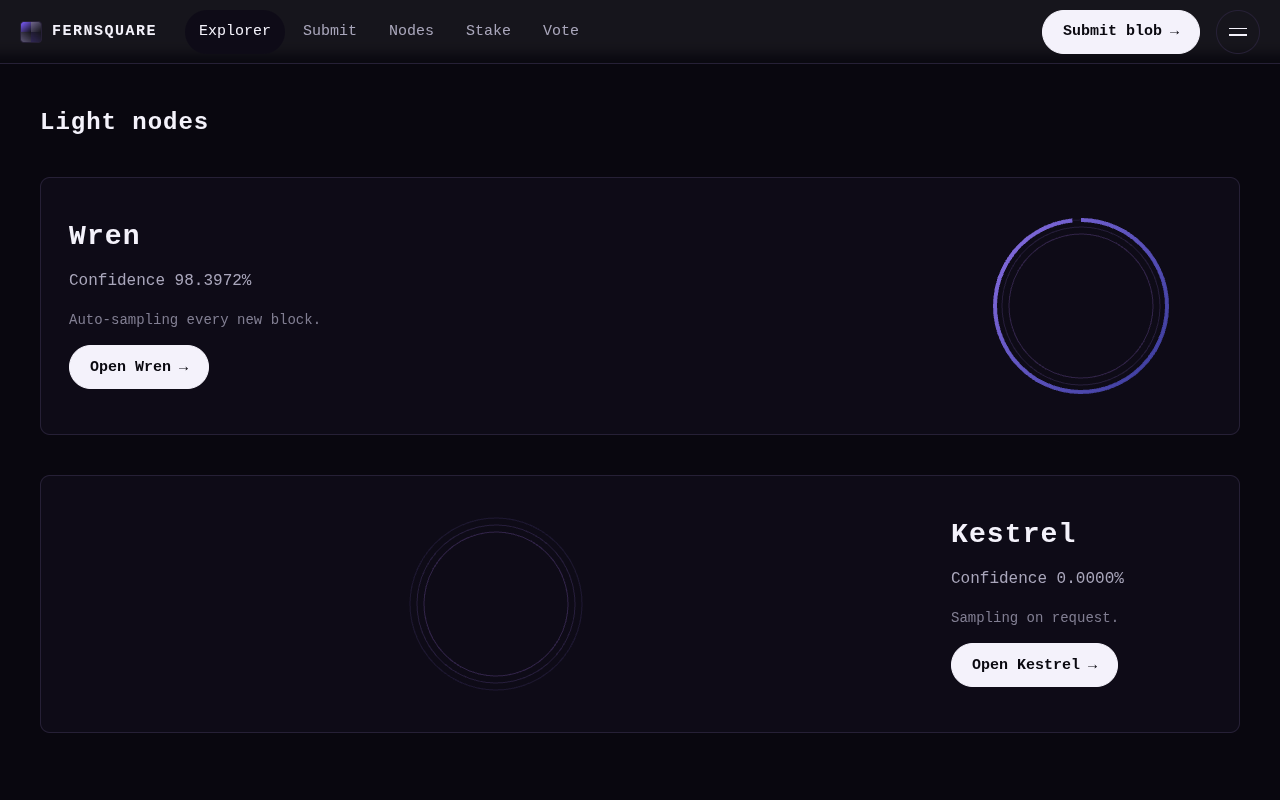 FERNSQUARE Explorer Submit Nodes Stake Vote Submit blob →
Light nodes
Wren
Confidence 98.3972%
Auto-sampling every new block.
Open Wren →
Kestrel
Confidence 0.0000%
Sampling on request.
Open Kestrel →